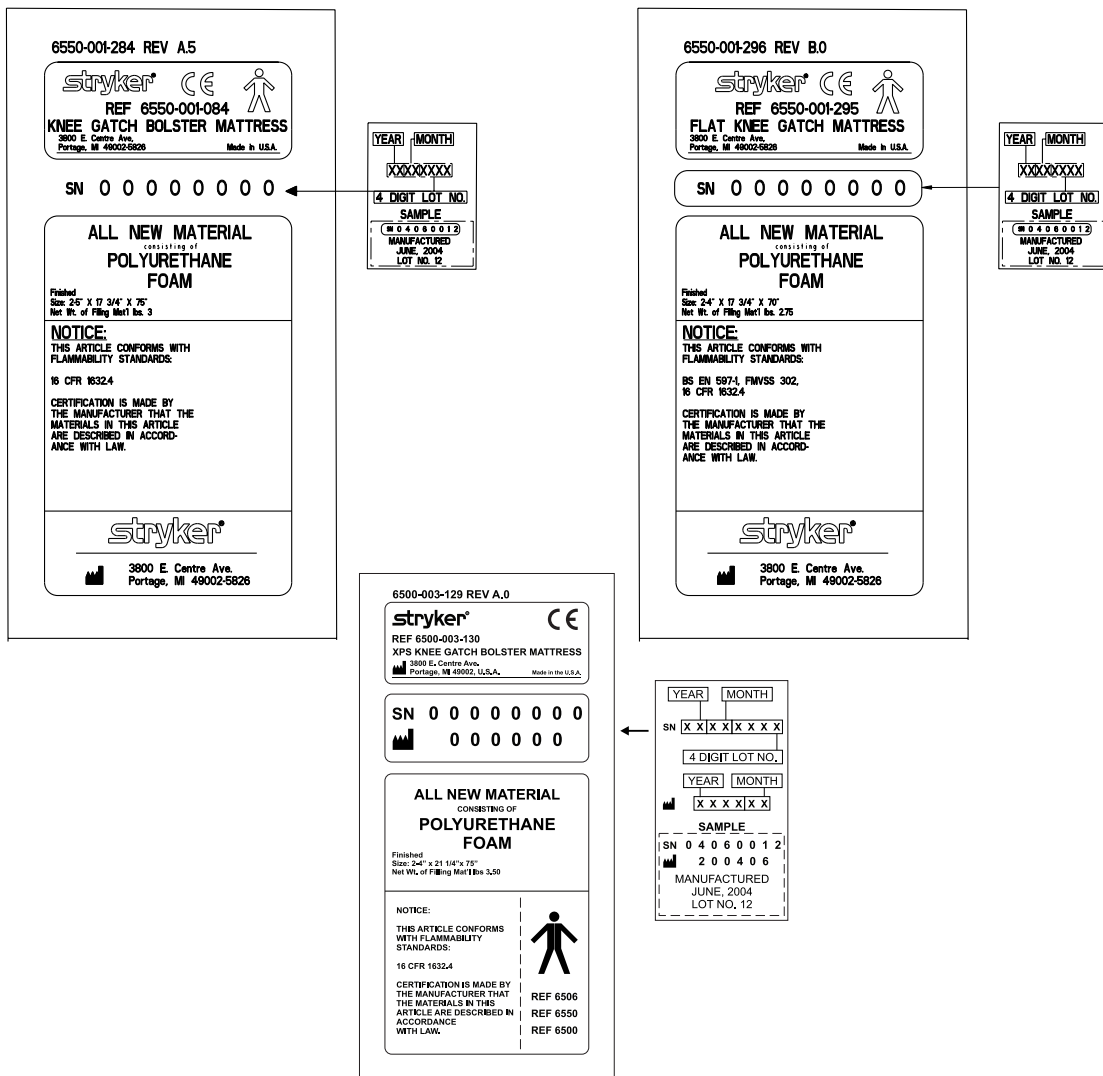 6550-001-284 REV A.5
stryker® CE
REF 6550-001-084
KNEE GATCH BOLSTER MATTRESS
3800 E. Centre Ave.
Portage, MI 49002-5826 Made in U.S.A.
SN 0 0 0 0 0 0 0 0
ALL NEW MATERIAL
consisting of
POLYURETHANE
FOAM
Finished
Size: 2-5" X 17 3/4" X 75"
Net Wt. of Filling Mat'l lbs. 3
NOTICE:
THIS ARTICLE CONFORMS WITH
FLAMMABILITY STANDARDS:
16 CFR 1632.4
CERTIFICATION IS MADE BY
THE MANUFACTURER THAT THE
MATERIALS IN THIS ARTICLE
ARE DESCRIBED IN ACCORD-
ANCE WITH LAW.
stryker®
3800 E. Centre Ave.
Portage, MI 49002-5826
YEAR MONTH
XXXXXXXX
4 DIGIT LOT NO.
SAMPLE
SN 0 4 0 6 0 0 1 2
MANUFACTURED
JUNE, 2004
LOT NO. 12
6550-001-296 REV B.0
stryker® CE
REF 6550-001-295
FLAT KNEE GATCH MATTRESS
3800 E. Centre Ave.
Portage, MI 49002-5826 Made in U.S.A.
SN 0 0 0 0 0 0 0 0
ALL NEW MATERIAL
consisting of
POLYURETHANE
FOAM
Finished
Size: 2-4" X 17 3/4" X 70"
Net Wt. of Filling Mat'l lbs. 2.75
NOTICE:
THIS ARTICLE CONFORMS WITH
FLAMMABILITY STANDARDS:
BS EN 597-1, FMVSS 302,
16 CFR 1632.4
CERTIFICATION IS MADE BY
THE MANUFACTURER THAT THE
MATERIALS IN THIS ARTICLE
ARE DESCRIBED IN ACCORD-
ANCE WITH LAW.
stryker®
3800 E. Centre Ave.
Portage, MI 49002-5826
YEAR MONTH
XXXXXXXX
4 DIGIT LOT NO.
SAMPLE
SN 0 4 0 6 0 0 1 2
MANUFACTURED
JUNE, 2004
LOT NO. 12
6500-003-129 REV A.0
stryker® CE
REF 6500-003-130
XPS KNEE GATCH BOLSTER MATTRESS
3800 E. Centre Ave.
Portage, MI 49002, U.S.A. Made in the U.S.A.
SN 0 0 0 0 0 0 0 0
0 0 0 0 0 0
ALL NEW MATERIAL
CONSISTING OF
POLYURETHANE
FOAM
Finished
Size: 2-4" x 21 1/4"x 75"
Net Wt. of Filling Mat'l lbs 3.50
NOTICE:
THIS ARTICLE CONFORMS
WITH FLAMMABILITY
STANDARDS:
16 CFR 1632.4
CERTIFICATION IS MADE BY
THE MANUFACTURER THAT
THE MATERIALS IN THIS
ARTICLE ARE DESCRIBED IN
ACCORDANCE
WITH LAW.
REF 6506
REF 6550
REF 6500
YEAR MONTH
SN X X X X X X X X
4 DIGIT LOT NO.
YEAR MONTH
X X X X X X
SAMPLE
SN 0 4 0 6 0 0 1 2
2 0 0 4 0 6
MANUFACTURED
JUNE, 2004
LOT NO. 12